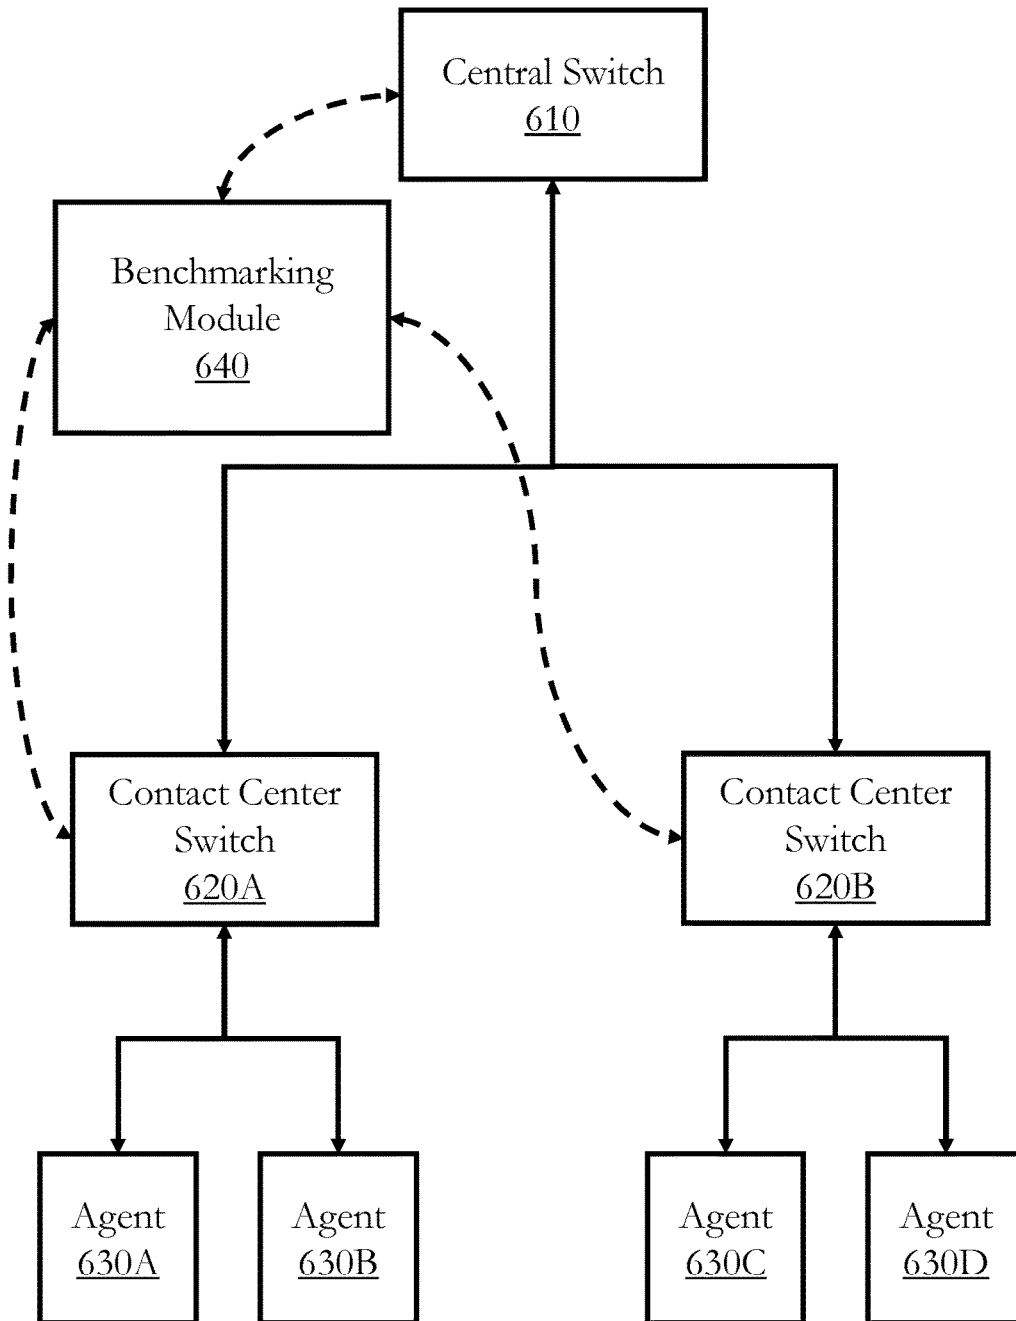 Central Switch
610
Benchmarking
Module
640
Contact Center
Switch
620A
Contact Center
Switch
620B
Agent
630A
Agent
630B
Agent
630C
Agent
630D